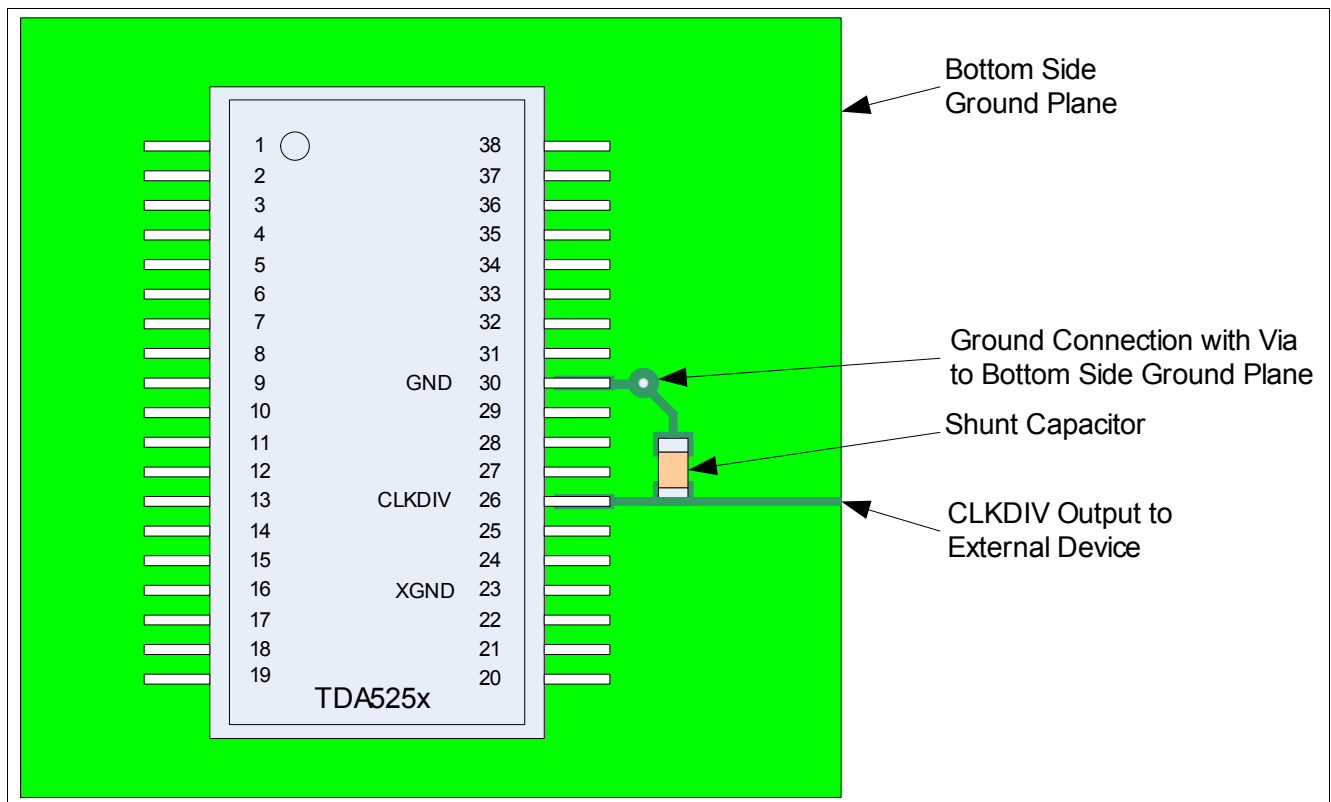 Bottom Side
Ground Plane
1 38
2 37
3 36
4 35
5 34
6 33
7 32
8 31
9 GND 30
10 29
11 28
12 27
13 CLKDIV 26
14 25
15 24
16 XGND 23
17 22
18 21
19 20
TDA525x
Ground Connection with Via
to Bottom Side Ground Plane
Shunt Capacitor
CLKDIV Output to
External Device